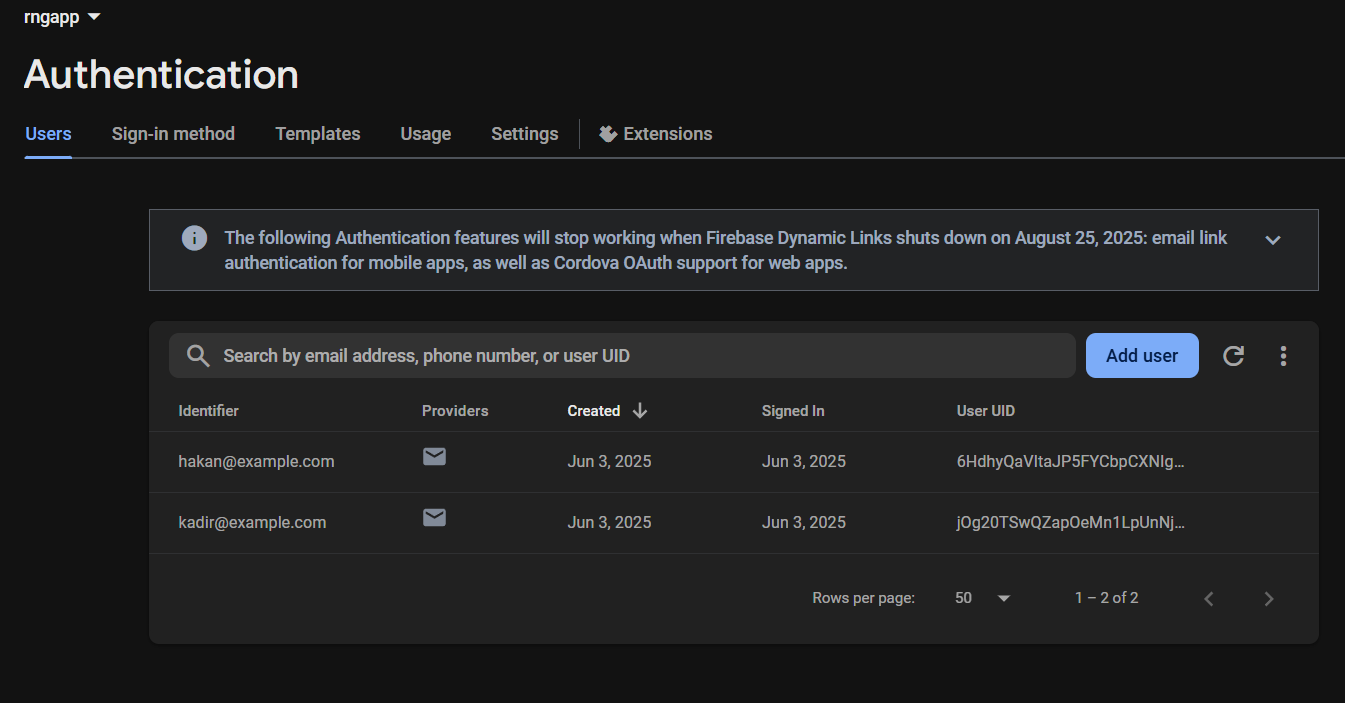 rngapp
Authentication
Users Sign-in method Templates Usage Settings Extensions
The following Authentication features will stop working when Firebase Dynamic Links shuts down on August 25, 2025: email link
authentication for mobile apps, as well as Cordova OAuth support for web apps.
Search by email address, phone number, or user UID Add user
Identifier Providers Created Signed In User UID
hakan@example.com Jun 3, 2025 Jun 3, 2025 6HdhyQaVltaJP5FYCbpCXNlg...
kadir@example.com Jun 3, 2025 Jun 3, 2025 jOg20TSwQZapOeMn1LpUnNj...
Rows per page: 50 1 – 2 of 2